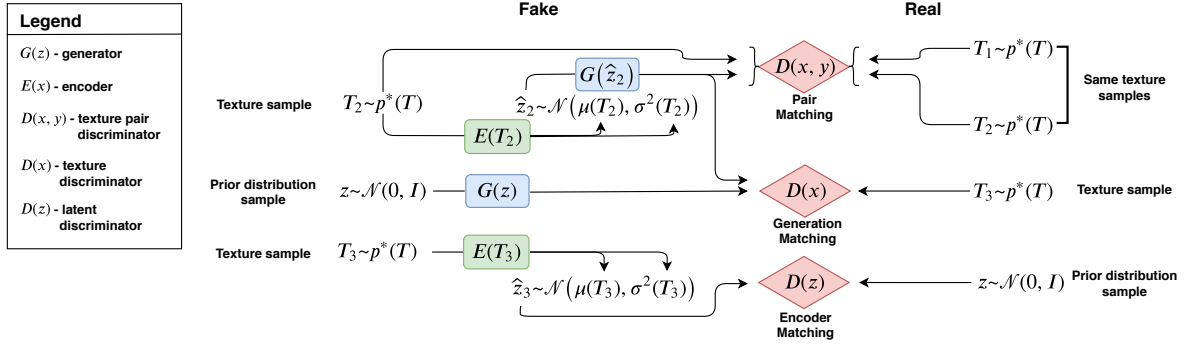 Fake
Real
Legend
G(z) - generator
E(x) - encoder
D(x, y) - texture pair
discriminator
D(x) - texture
discriminator
D(z) - latent
discriminator
Texture sample
T₂~p*(T)
G(ẑ₂)
ẑ₂~𝒩(μ(T₂), σ²(T₂))
E(T₂)
D(x, y)
Pair
Matching
T₁~p*(T)
T₂~p*(T)
Same texture
samples
Prior distribution
sample
z~𝒩(0, I)
G(z)
D(x)
Generation
Matching
T₃~p*(T)
Texture sample
Texture sample
T₃~p*(T)
E(T₃)
ẑ₃~𝒩(μ(T₃), σ²(T₃))
D(z)
Encoder
Matching
z~𝒩(0, I)
Prior distribution
sample